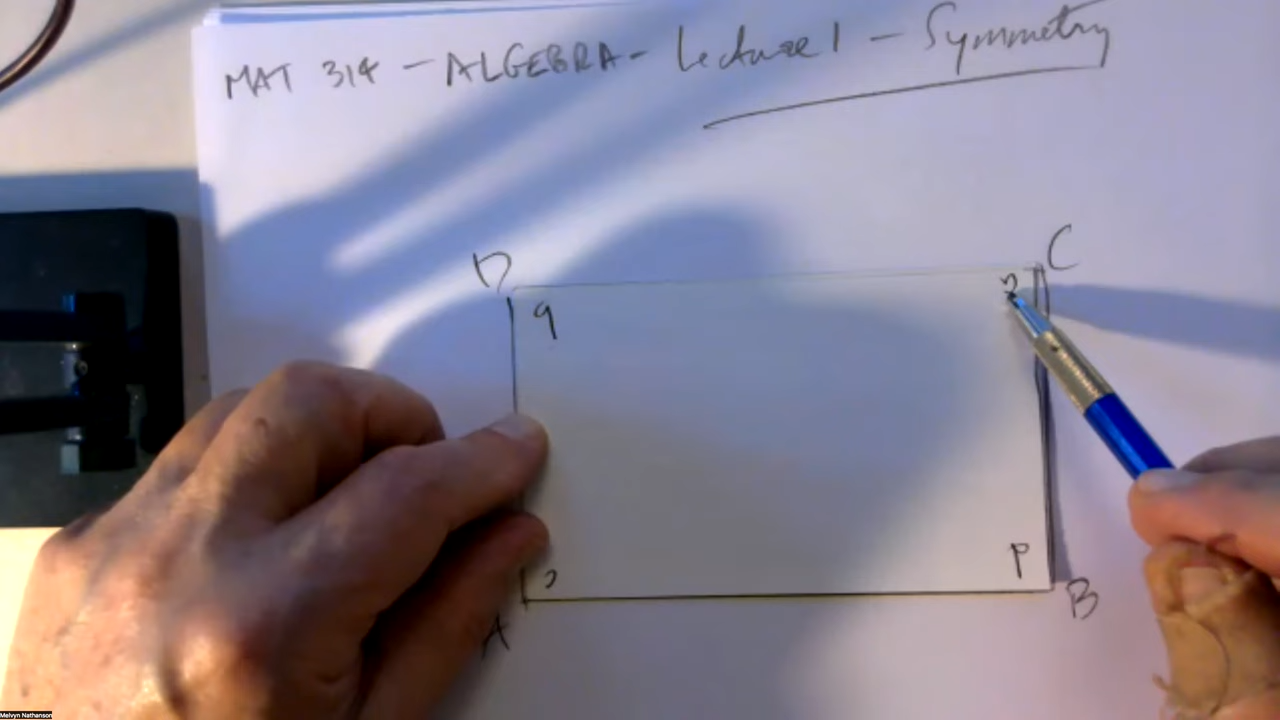 MAT 314 - ALGEBRA - Lecture 1 - Symmetry
D C
q
P
A B
Melvyn Nathanson